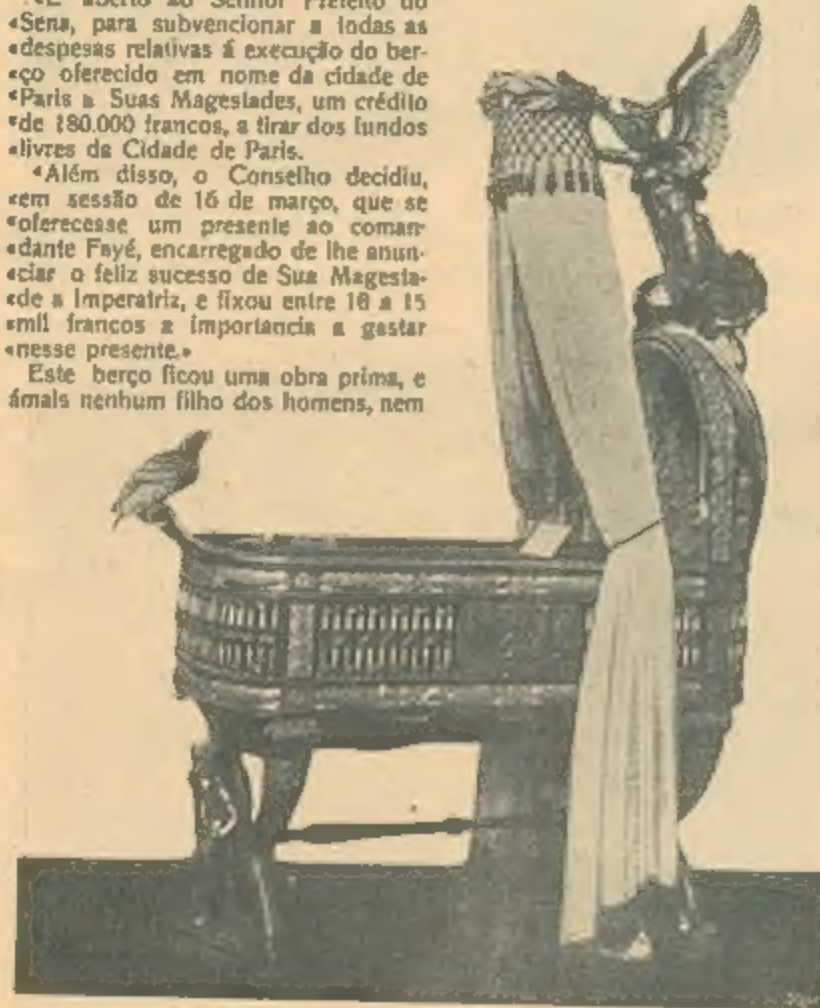 «É aberto ao Senhor Prefeito do
«Sena, para subvencionar a todas as
«despesas relativas á execução do ber-
«ço oferecido em nome da cidade de
«Paris a Suas Magestades, um crédito
«de 180.000 francos, a tirar dos fundos
«livres da Cidade de Paris.
«Além disso, o Conselho decidiu,
«em sessão de 16 de março, que se
«oferecesse um presente ao coman-
«dante Fayé, encarregado de lhe anun-
«ciar o feliz sucesso de Sua Magesta-
«de a Imperatriz, e fixou entre 10 a 15
«mil francos a importancia a gastar
«nesse presente.»
Este berço ficou uma obra prima, e
ámais nenhum filho dos homens, nem